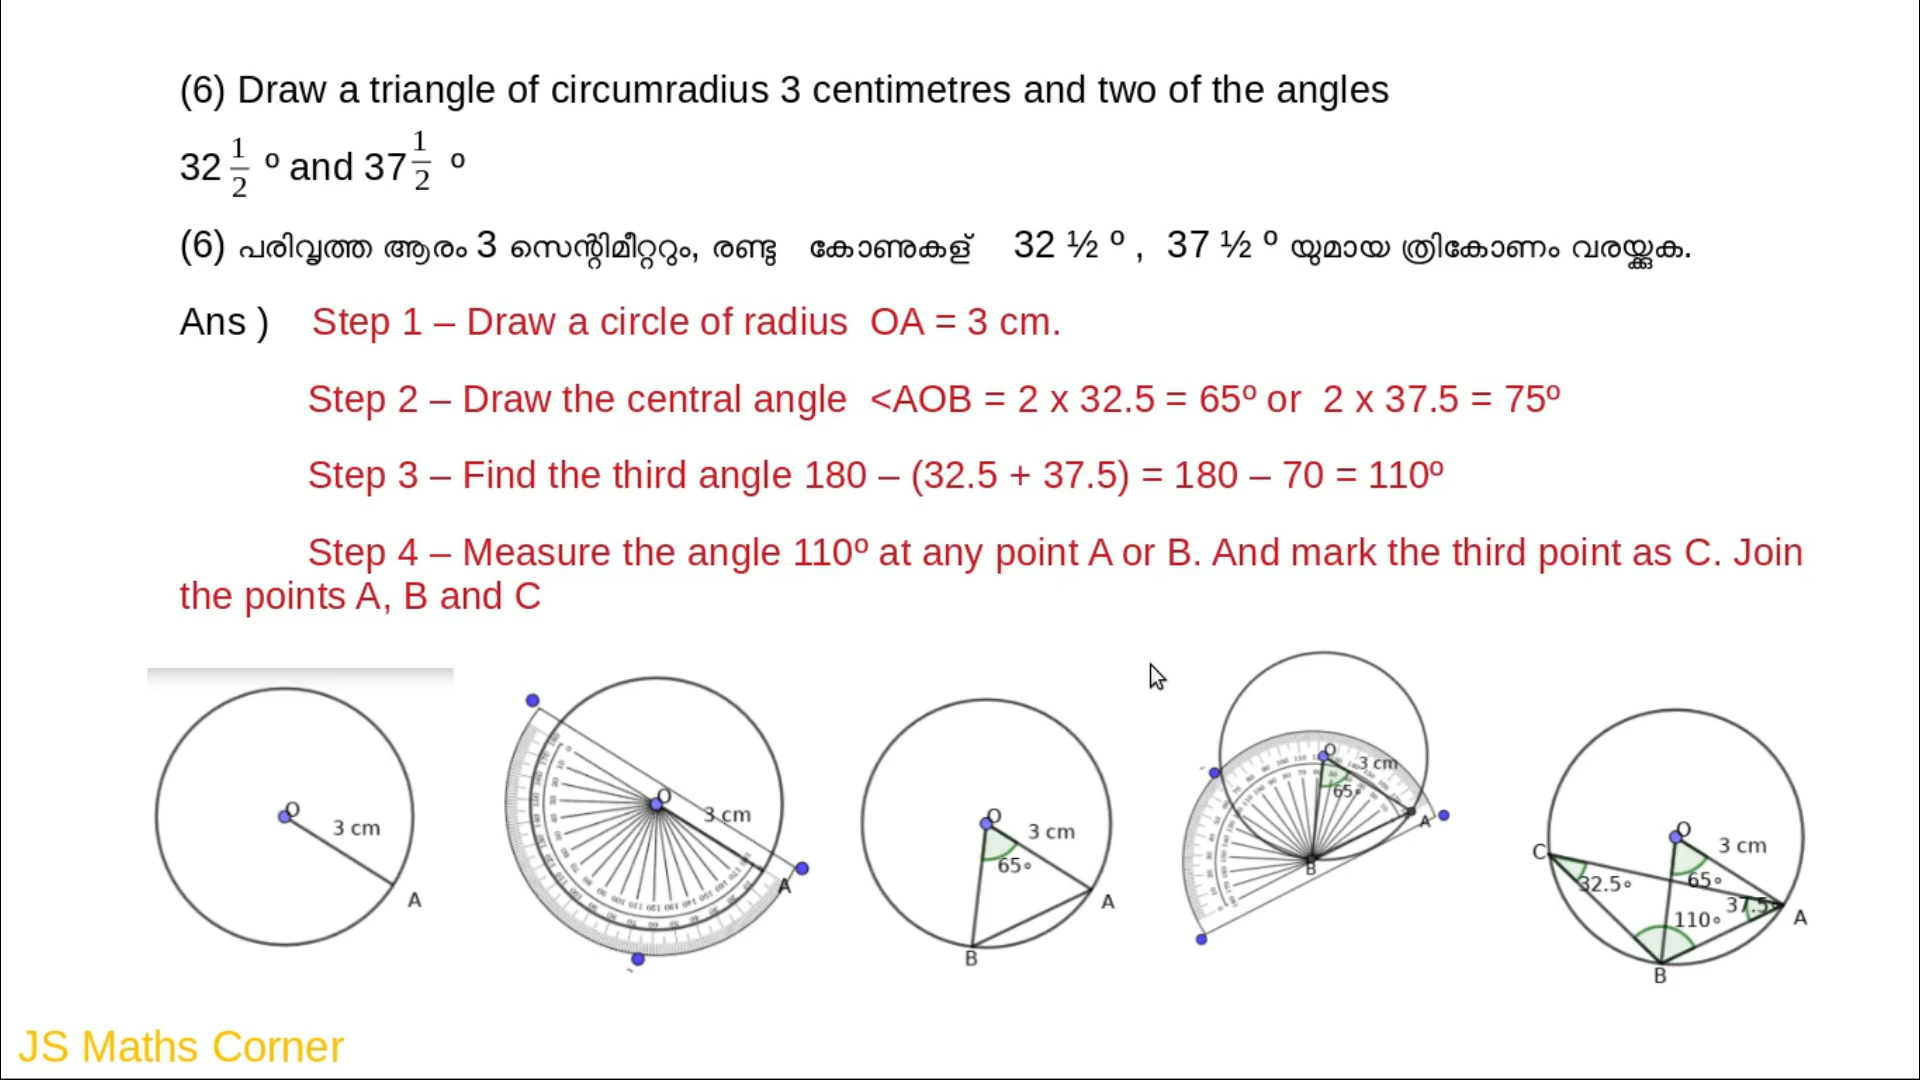 (6) Draw a triangle of circumradius 3 centimetres and two of the angles
32 1/2 º and 37 1/2 º
(6) പരിവൃത്ത ആരം 3 സെന്റിമീറ്ററും, രണ്ടു കോണുകള് 32 ½ º , 37 ½ º യുമായ ത്രികോണം വരയ്ക്കുക.
Ans ) Step 1 – Draw a circle of radius OA = 3 cm.
Step 2 – Draw the central angle <AOB = 2 x 32.5 = 65º or 2 x 37.5 = 75º
Step 3 – Find the third angle 180 – (32.5 + 37.5) = 180 – 70 = 110º
Step 4 – Measure the angle 110º at any point A or B. And mark the third point as C. Join
the points A, B and C
O
3 cm
A
O
3 cm
A
O
3 cm
65°
A
B
O
3 cm
65°
A
B
O
3 cm
C
32.5°
65°
37.5°
110°
A
B
JS Maths Corner